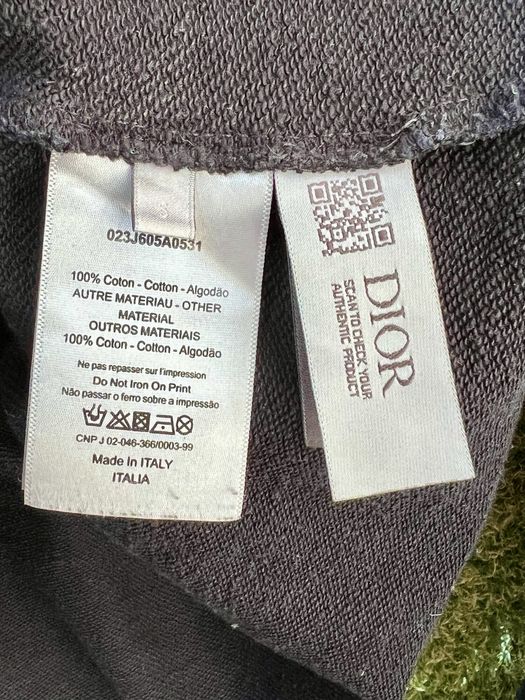 S
023J605A0531
100% Coton - Cotton - Algodão
AUTRE MATERIAU - OTHER
MATERIAL
OUTROS MATERIAIS
100% Coton - Cotton - Algodão
Ne pas repasser sur l'impression
Do Not Iron On Print
Não passar o ferro sobre a impressão
CNP J 02-046-366/0003-99
Made In ITALY
ITALIA
DIOR
SCAN TO CHECK YOUR
AUTHENTIC PRODUCT